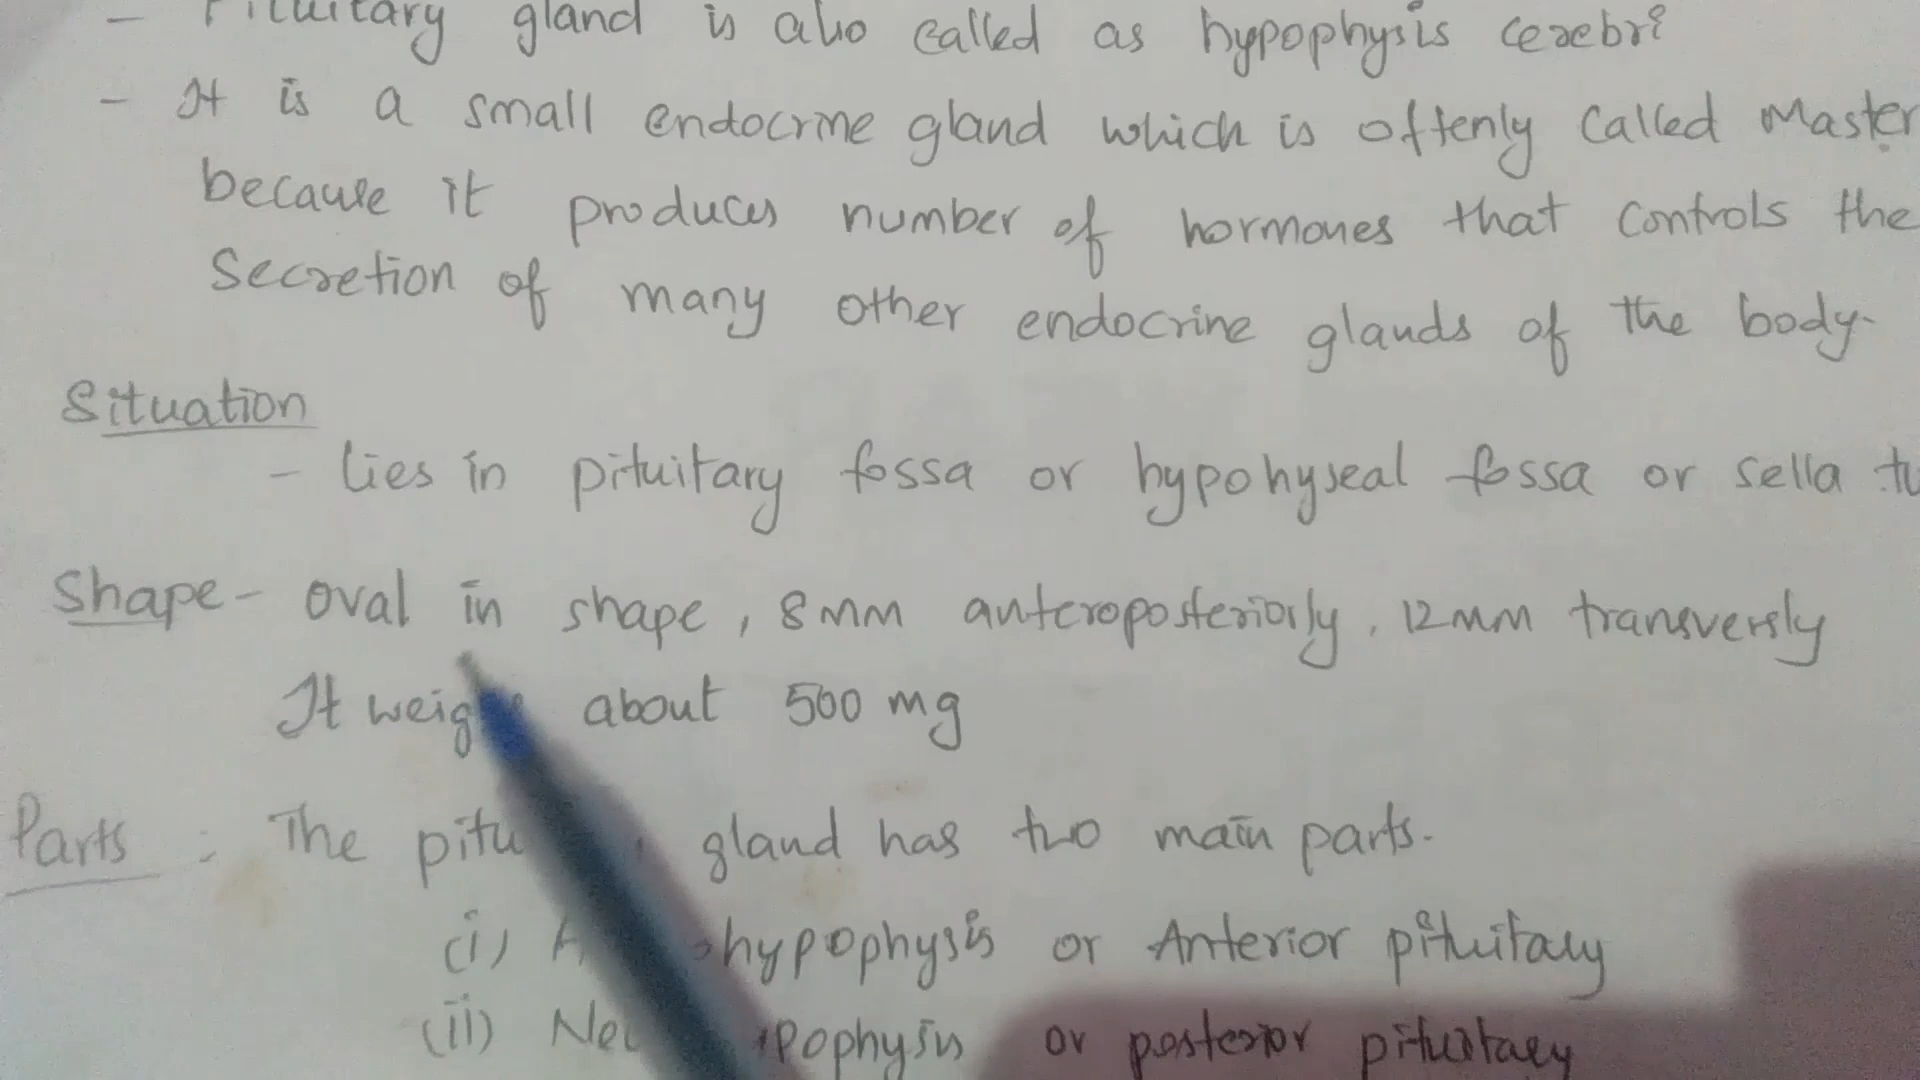 - Pituitary gland is also called as hypophysis cerebri
- It is a small endocrine gland which is oftenly called Master
because it produces number of hormones that controls the
secretion of many other endocrine glands of the body.
Situation
- lies in pituitary fossa or hypohyseal fossa or sella
Shape - oval in shape, 8mm anteroposteriorly, 12mm transversly
It about 500 mg
Parts : The gland has two main parts.
(i) or Anterior pituitary
(ii) or posterior pituitary